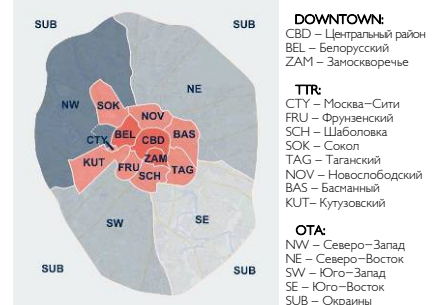 SUB
SUB
NE
NW
SOK
NOV
CTY
BEL
CBD
BAS
KUT
ZAM
FRU
TAG
SCH
SW
SE
SUB
SUB
DOWNTOWN:
CBD – Центральный район
BEL – Белорусский
ZAM – Замоскворечье
TTR:
CTY – Москва–Сити
FRU – Фрунзенский
SCH – Шаболовка
SOK – Сокол
TAG – Таганский
NOV – Новослободский
BAS – Басманный
KUT– Кутузовский
OTA:
NW – Северо–Запад
NE – Северо–Восток
SW – Юго–Запад
SE – Юго–Восток
SUB – Окраины